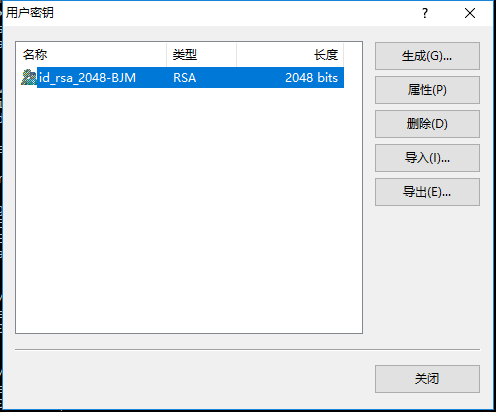 用户密钥
?
名称 类型 长度
id_rsa_2048-BJM RSA 2048 bits
生成(G)...
属性(P)
删除(D)
导入(I)...
导出(E)...
关闭